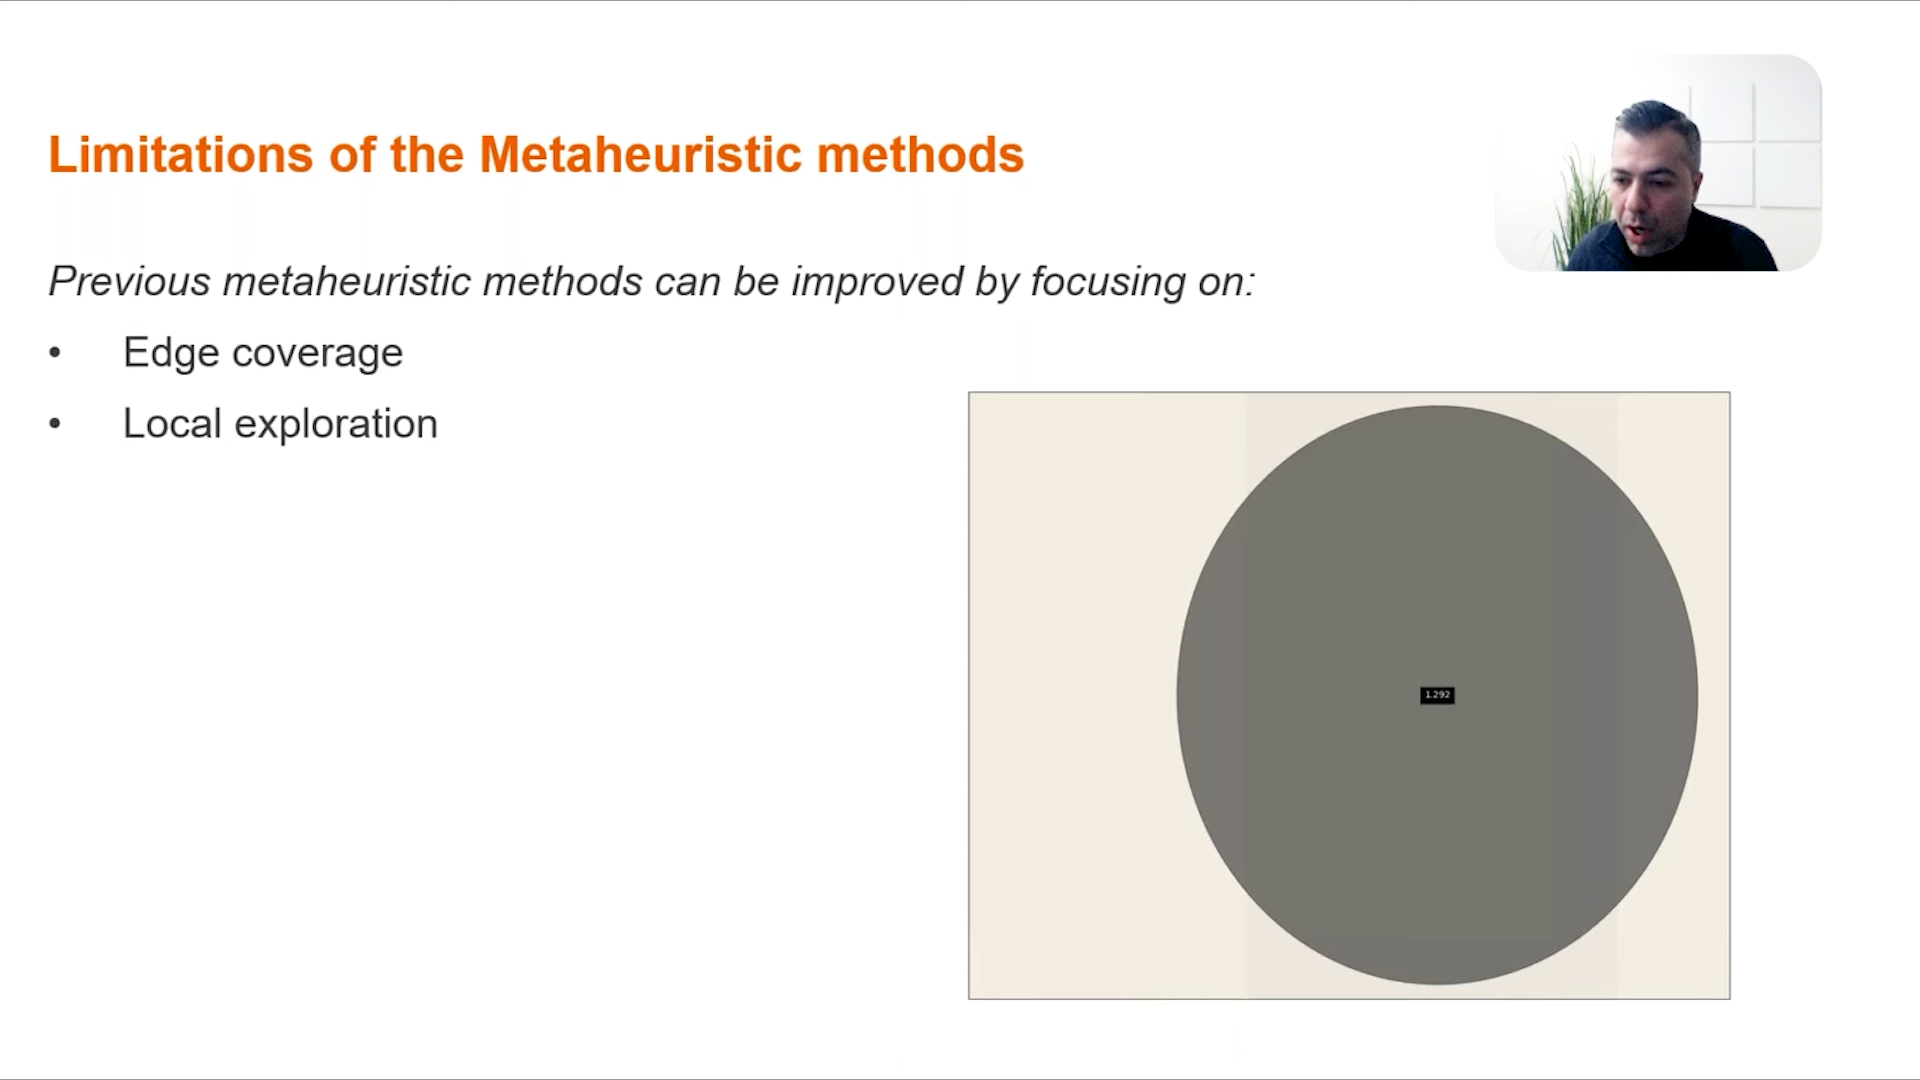 Limitations of the Metaheuristic methods
Previous metaheuristic methods can be improved by focusing on:
• Edge coverage
• Local exploration
1.292